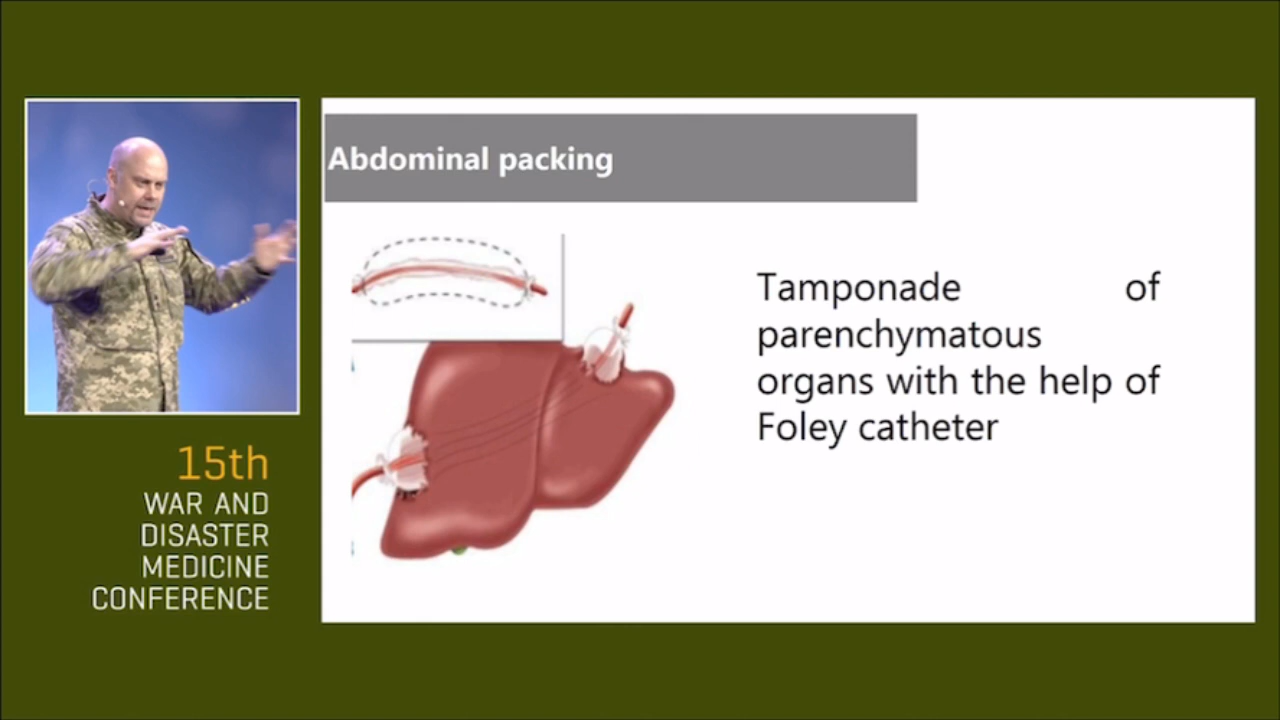 Abdominal packing
Tamponade of
parenchymatous
organs with the help of
Foley catheter
15th
WAR AND
DISASTER
MEDICINE
CONFERENCE